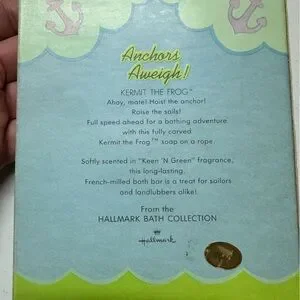 Anchors
Aweigh!
KERMIT THE FROG™
Ahoy, mate! Hoist the anchor!
Raise the sails!
Full speed ahead for a bathing adventure
with this fully carved
Kermit the Frog™ soap on a rope.
Softly scented in "Keen 'N Green" fragrance,
this long-lasting,
French-milled bath bar is a treat for sailors
and landlubbers alike!
From the
HALLMARK BATH COLLECTION
Hallmark